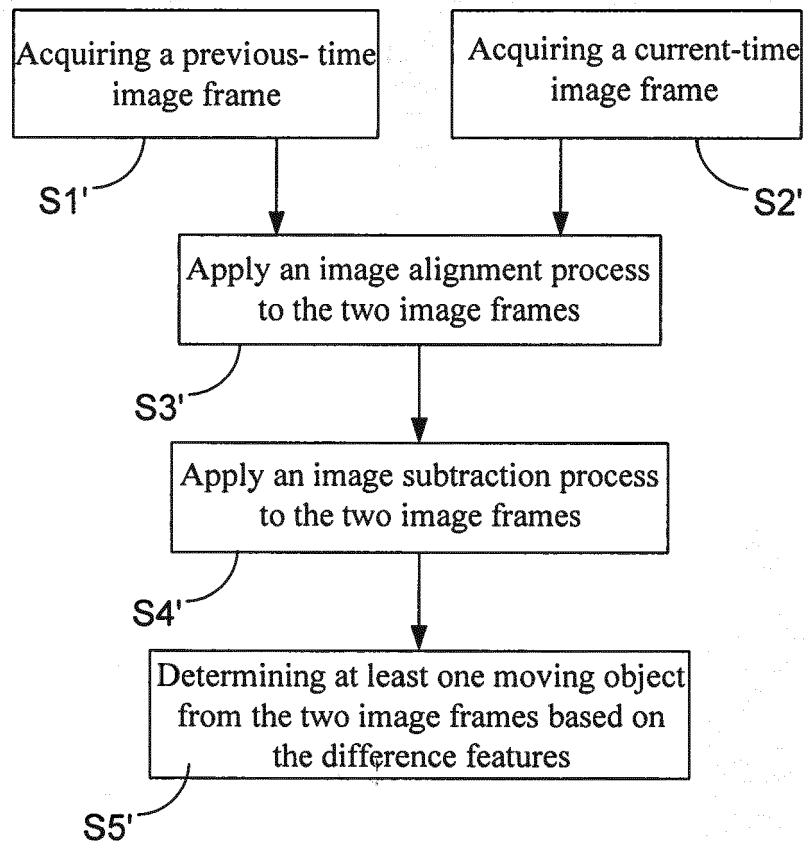 Acquiring a previous- time
image frame
Acquiring a current-time
image frame
S1'
S2'
Apply an image alignment process
to the two image frames
S3'
Apply an image subtraction process
to the two image frames
S4'
Determining at least one moving object
from the two image frames based on
the difference features
S5'